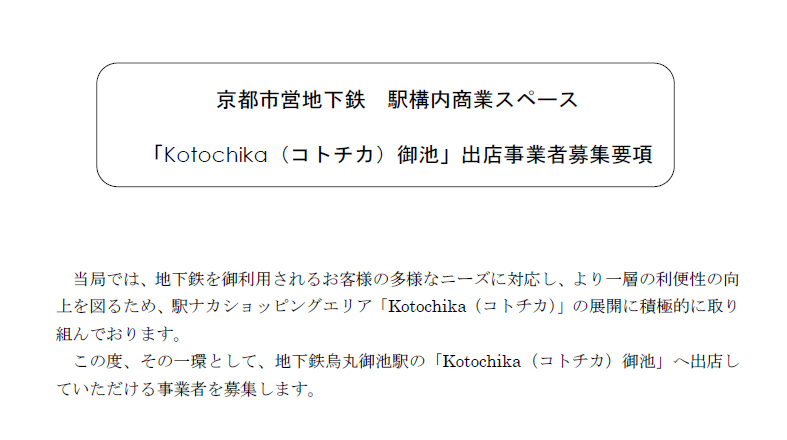 京都市営地下鉄　駅構内商業スペース
「Kotochika（コトチカ）御池」出店事業者募集要項
　当局では、地下鉄を御利用されるお客様の多様なニーズに対応し、より一層の利便性の向
上を図るため、駅ナカショッピングエリア「Kotochika（コトチカ）」の展開に積極的に取り
組んでおります。
　この度、その一環として、地下鉄烏丸御池駅の「Kotochika（コトチカ）御池」へ出店し
ていただける事業者を募集します。